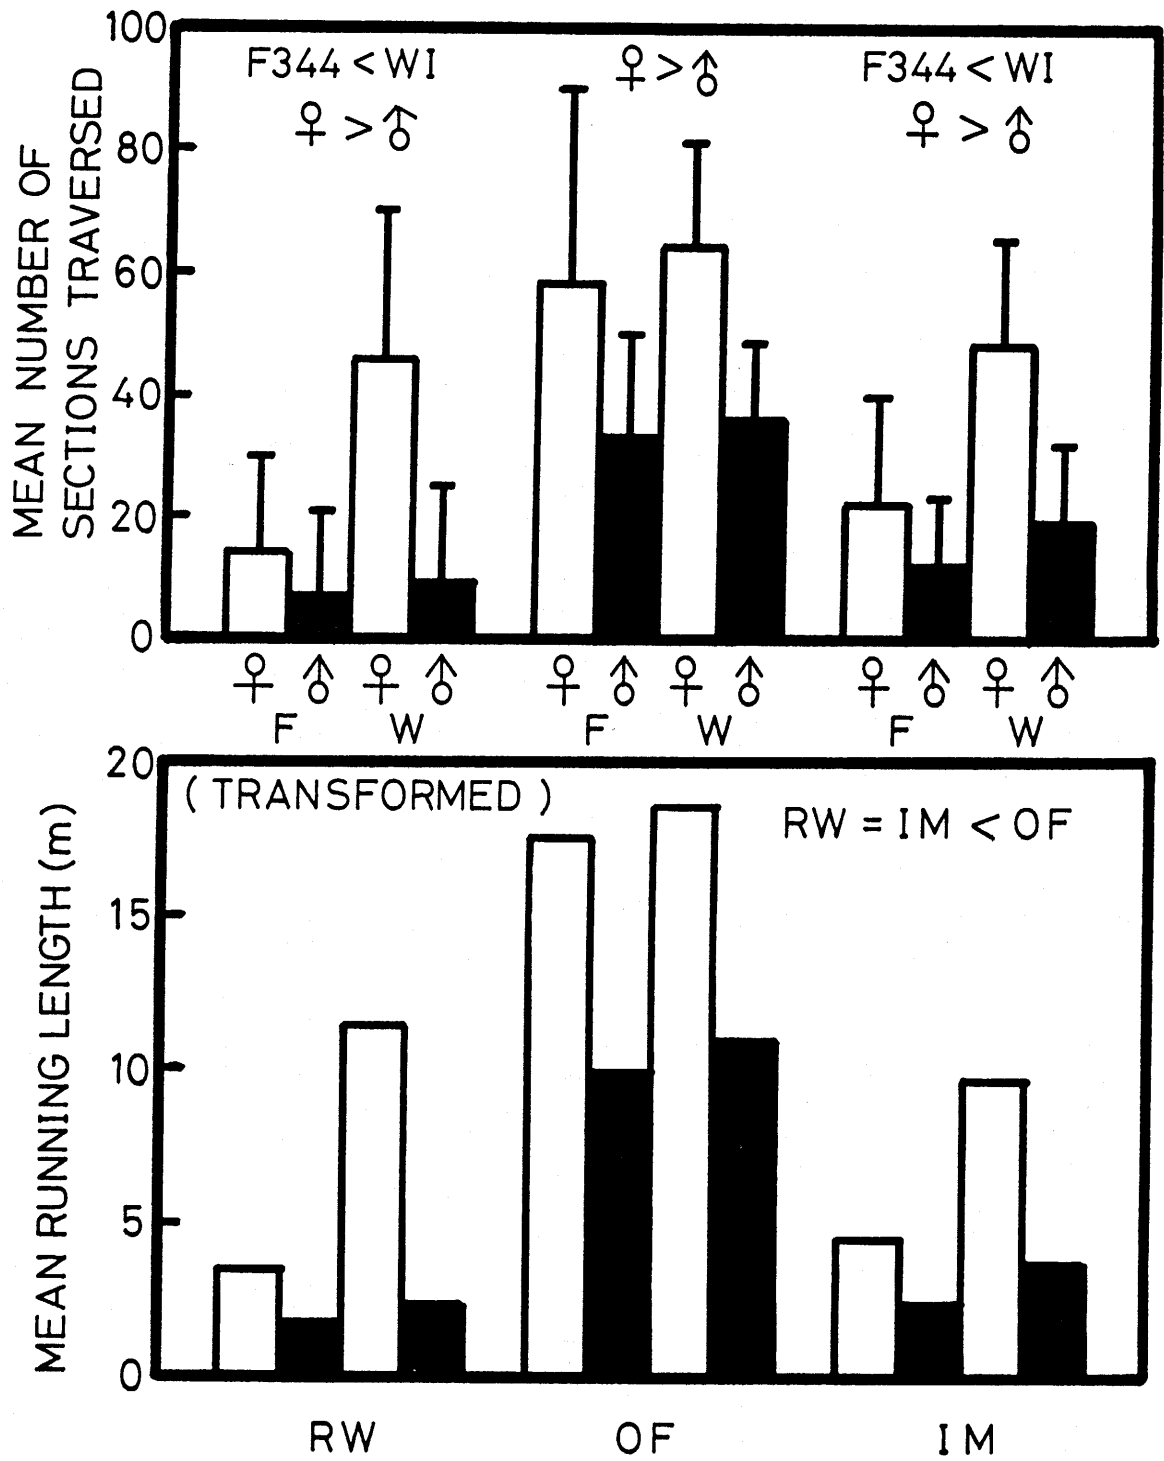 MEAN NUMBER OF
SECTIONS TRAVERSED
100
80
60
40
20
0
F344 < WI
♀ > ♂
♀ > ♂
F344 < WI
♀ > ♂
♀ ♂ ♀ ♂ ♀ ♂ ♀ ♂ ♀ ♂ ♀ ♂
F W F W F W
MEAN RUNNING LENGTH (m)
20
15
10
5
0
( TRANSFORMED )
RW = IM < OF
RW OF IM